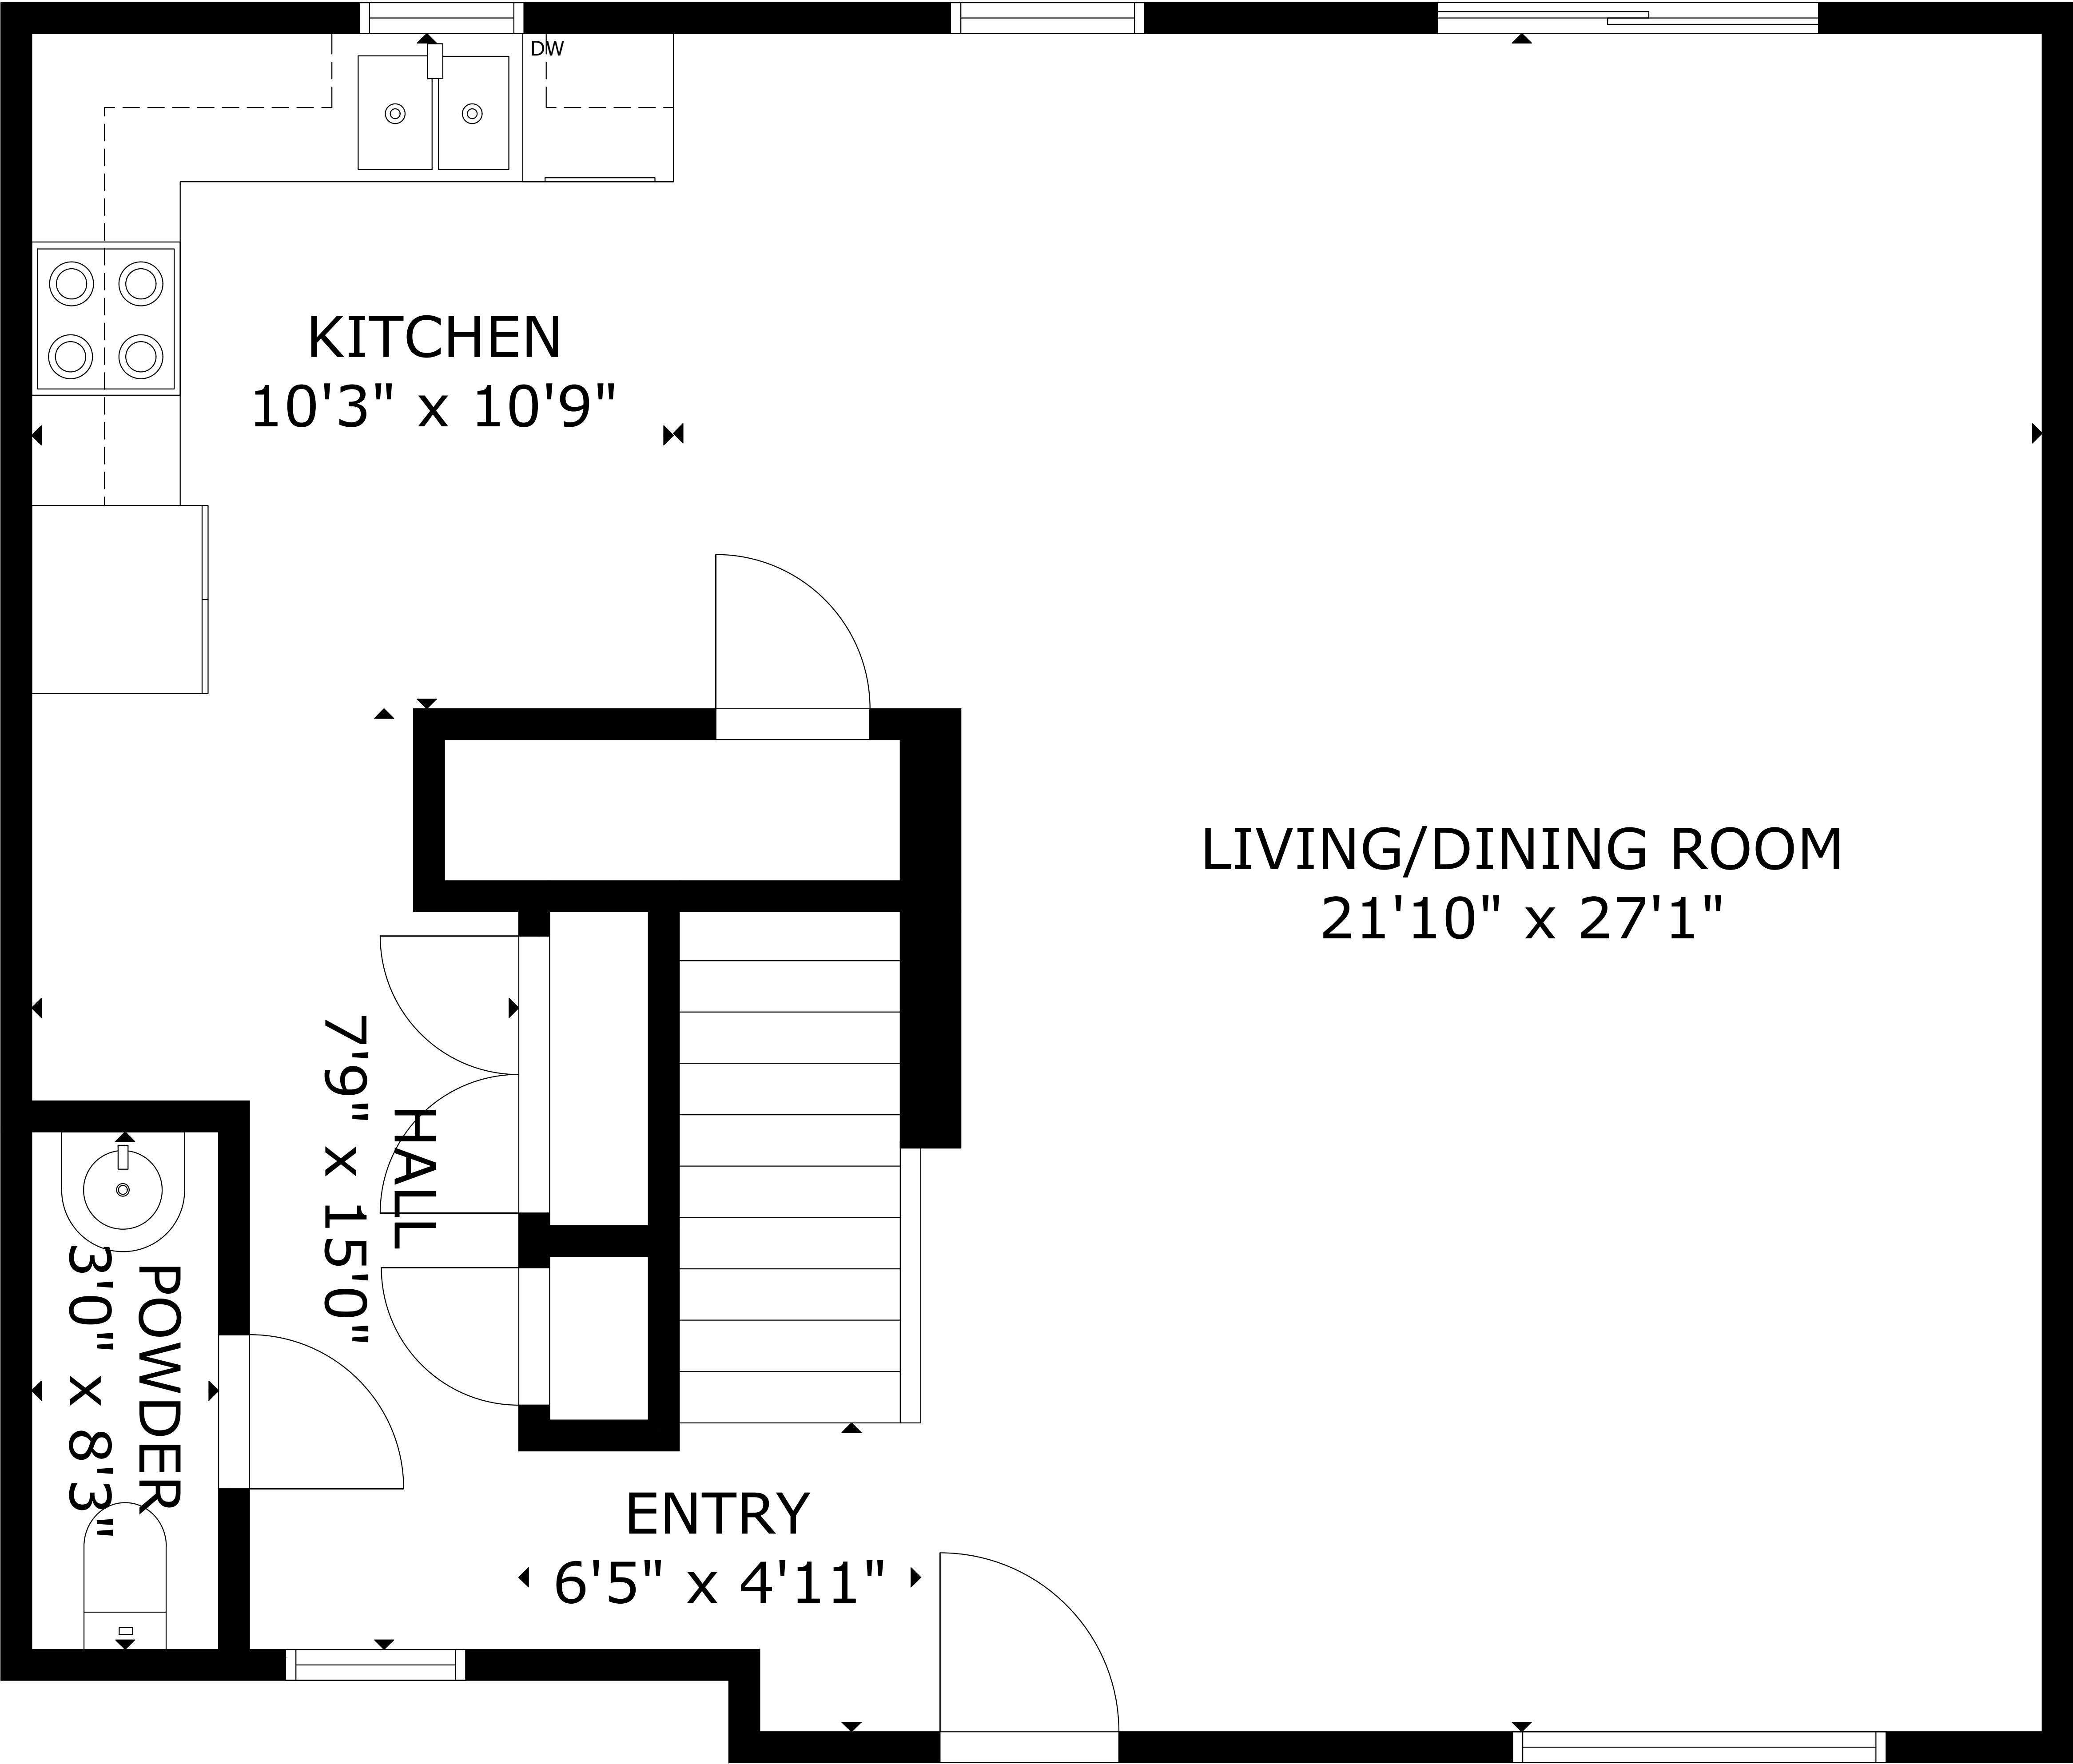 DW
KITCHEN
10'3" x 10'9"
LIVING/DINING ROOM
21'10" x 27'1"
HALL
7'9" x 15'0"
POWDER
3'0" x 8'3"
ENTRY
6'5" x 4'11"